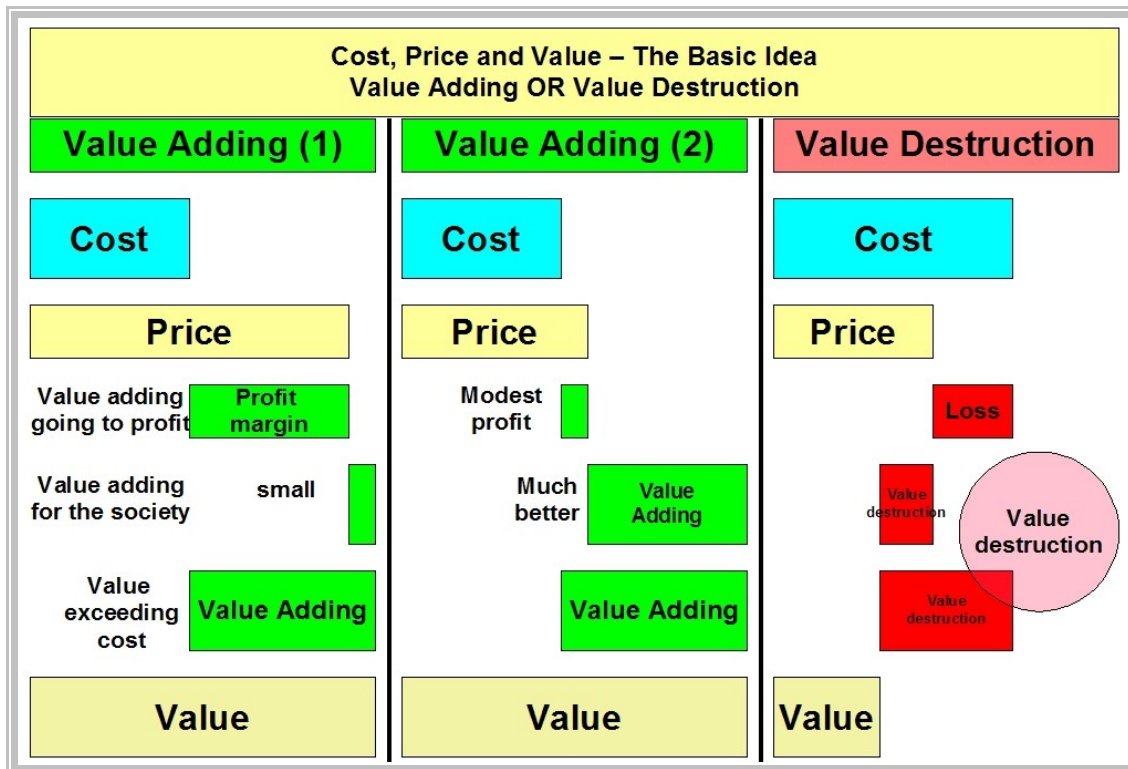 Cost, Price and Value – The Basic Idea
Value Adding OR Value Destruction
Value Adding (1)
Cost
Price
Value adding
going to profit
Profit
margin
Value adding
for the society
small
Value
exceeding
cost
Value Adding
Value
Value Adding (2)
Cost
Price
Modest
profit
Much
better
Value
Adding
Value Adding
Value
Value Destruction
Cost
Price
Loss
Value
destruction
Value
destruction
Value
destruction
Value